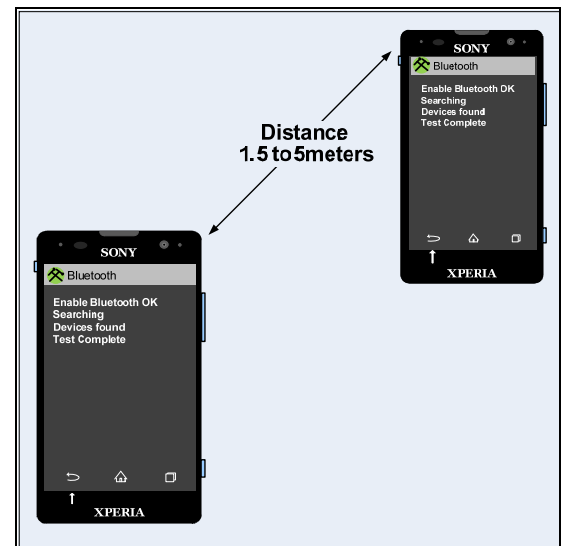 SONY
Bluetooth
Enable Bluetooth OK
Searching
Devices found
Test Complete
XPERIA
Distance
1.5 to 5meters
SONY
Bluetooth
Enable Bluetooth OK
Searching
Devices found
Test Complete
XPERIA